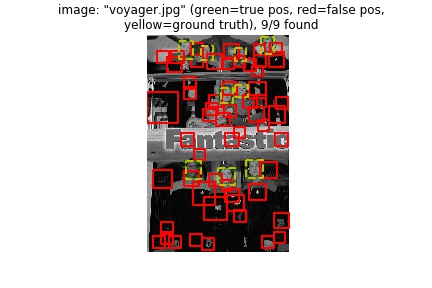 image: "voyager.jpg" (green=true pos, red=false pos,
yellow=ground truth), 9/9 found
Fantastic